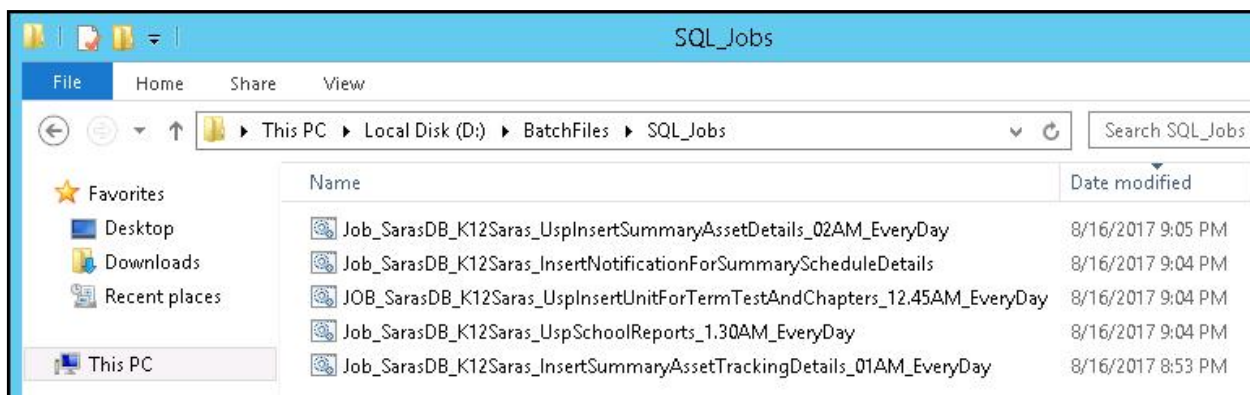 SQL_Jobs
File Home Share View
This PC Local Disk (D:) BatchFiles SQL_Jobs Search SQL_Jobs
Favorites
Desktop
Downloads
Recent places
This PC
Name Date modified
Job_SarasDB_K12Saras_UspInsertSummaryAssetDetails_02AM_EveryDay 8/16/2017 9:05 PM
Job_SarasDB_K12Saras_InsertNotificationForSummaryScheduleDetails 8/16/2017 9:04 PM
JOB_SarasDB_K12Saras_UspInsertUnitForTermTestAndChapters_12.45AM_EveryDay 8/16/2017 9:04 PM
Job_SarasDB_K12Saras_UspSchoolReports_1.30AM_EveryDay 8/16/2017 9:04 PM
Job_SarasDB_K12Saras_InsertSummaryAssetTrackingDetails_01AM_EveryDay 8/16/2017 8:53 PM